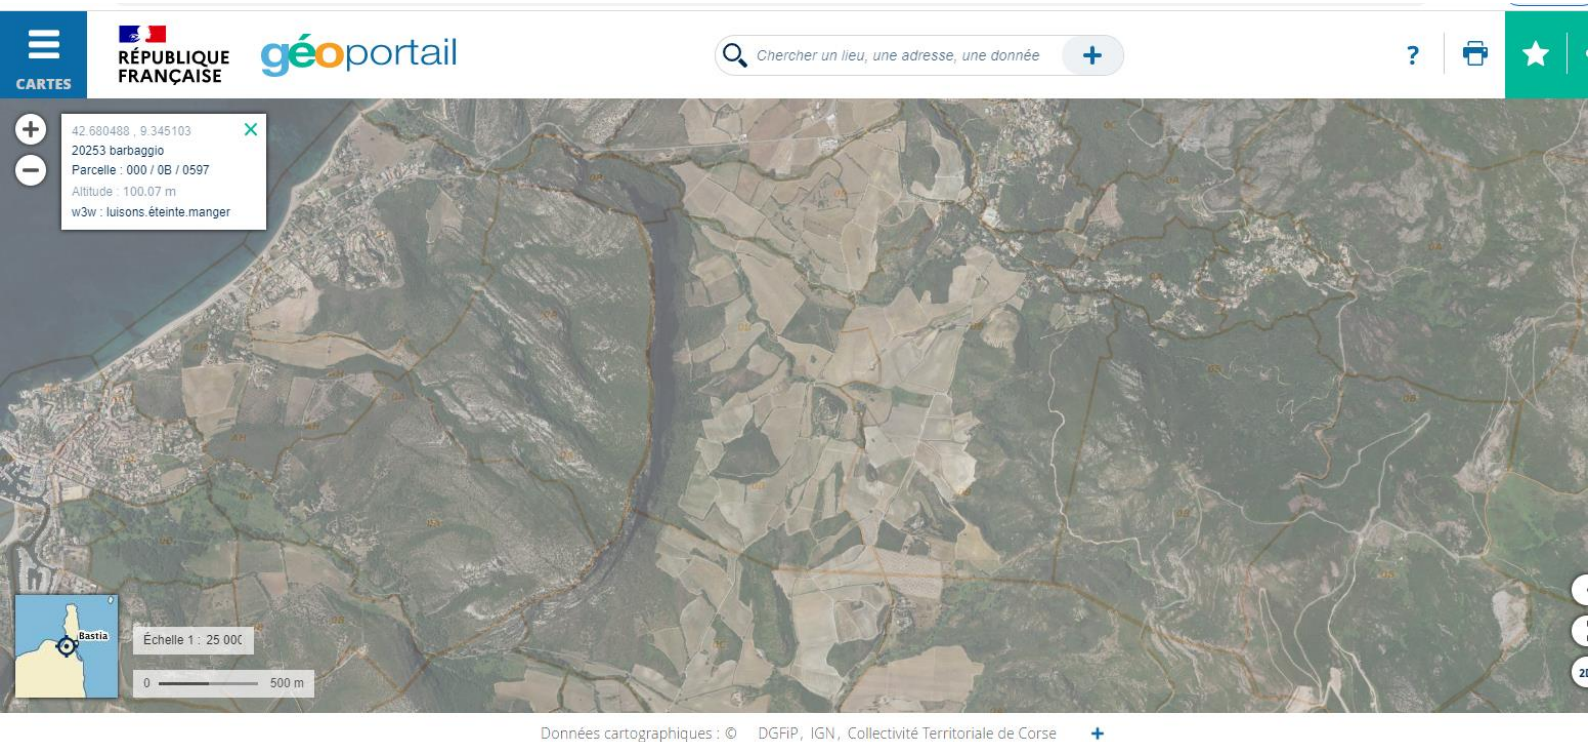 CARTES
RÉPUBLIQUE
FRANÇAISE
géoportail
Chercher un lieu, une adresse, une donnée
+
?
+
−
42.680488 , 9.345103
20253 barbaggio
Parcelle : 000 / 0B / 0597
Altitude : 100.07 m
w3w : luisons.éteinte.manger
Bastia
Échelle 1 : 25 000
0 500 m
Données cartographiques : © DGFiP, IGN, Collectivité Territoriale de Corse +